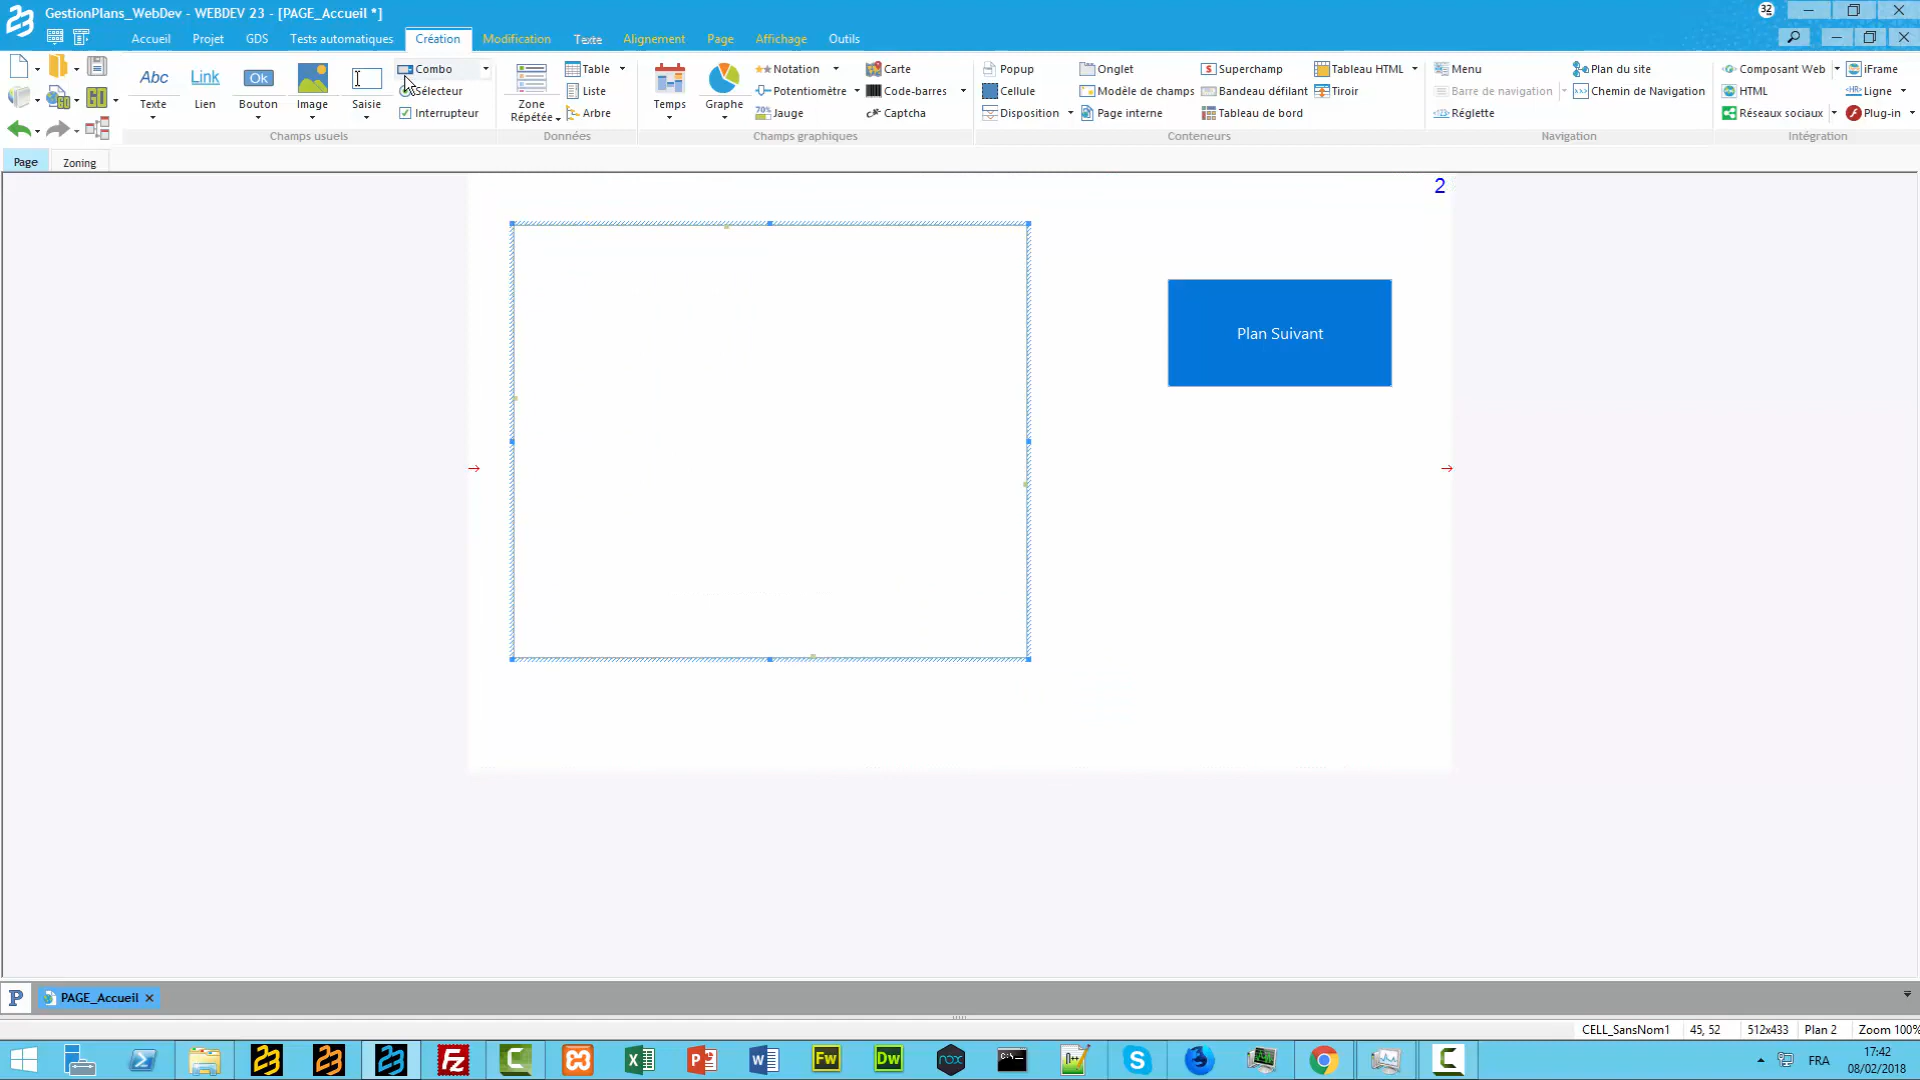 GestionPlans_WebDev - WEBDEV 23 - [PAGE_Accueil *]
32
Accueil Projet GDS Tests automatiques Création Modification Texte Alignement Page Affichage Outils
Abc Texte
Link Lien
Ok Bouton
Image
Saisie
Combo
Sélecteur
Interrupteur
Champs usuels
Zone Répétée
Table
Liste
Arbre
Données
Temps
Graphe
Notation
Potentiomètre
70% Jauge
Carte
Code-barres
Captcha
Champs graphiques
Popup
Cellule
Disposition
Onglet
Modèle de champs
Page interne
Superchamp
Bandeau défilant
Tableau de bord
Tableau HTML
Tiroir
Conteneurs
Menu
Barre de navigation
Réglette
Plan du site
Chemin de Navigation
Navigation
Composant Web
HTML
Réseaux sociaux
iFrame
Ligne
Plug-in
Intégration
Page Zoning
2
Plan Suivant
PAGE_Accueil
CELL_SansNom1 45, 52 512x433 Plan 2 Zoom 100%
Fw Dw nox
FRA
17:42
08/02/2018